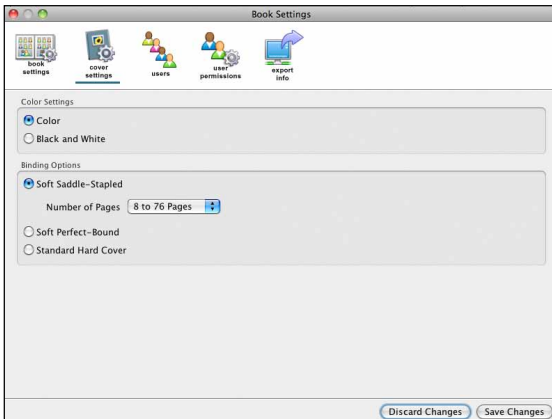 Book Settings
book settings
cover settings
users
user permissions
export info
Color Settings
Color
Black and White
Binding Options
Soft Saddle-Stapled
Number of Pages 8 to 76 Pages
Soft Perfect-Bound
Standard Hard Cover
Discard Changes Save Changes